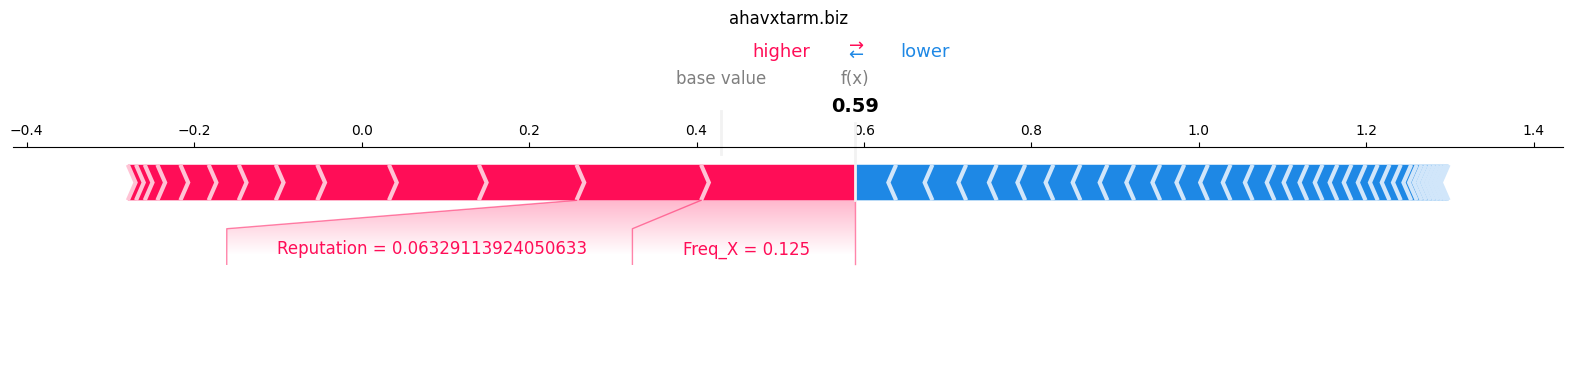 ahavxtarm.biz
higher ⇄ lower
base value f(x)
0.59
−0.4 −0.2 0.0 0.2 0.4 0.6 0.8 1.0 1.2 1.4
Reputation = 0.06329113924050633 Freq_X = 0.125